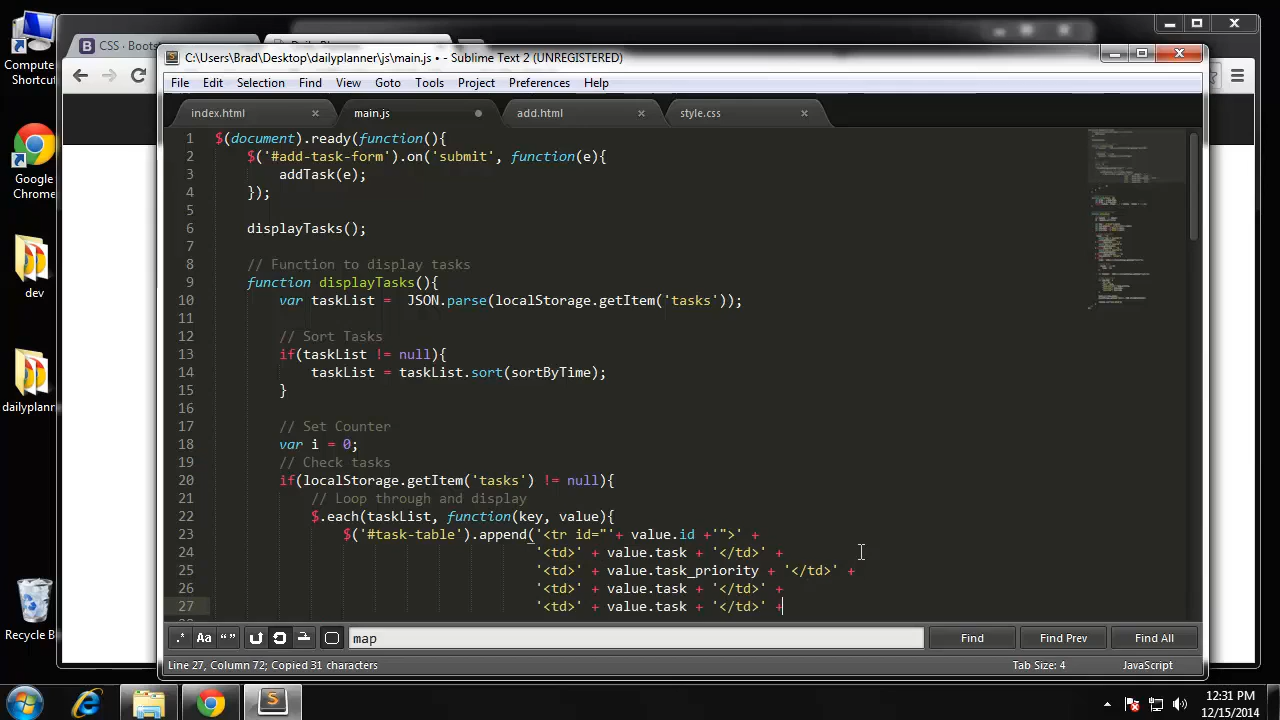 Compute
Shortcu
Google
Chrome
dev
dailyplann
Recycle B
CSS · Boots
C:\Users\Brad\Desktop\dailyplanner\js\main.js • - Sublime Text 2 (UNREGISTERED)
File Edit Selection Find View Goto Tools Project Preferences Help
index.html main.js add.html style.css
1 $(document).ready(function(){
2 $('#add-task-form').on('submit', function(e){
3 addTask(e);
4 });
5
6 displayTasks();
7
8 // Function to display tasks
9 function displayTasks(){
10 var taskList = JSON.parse(localStorage.getItem('tasks'));
11
12 // Sort Tasks
13 if(taskList != null){
14 taskList = taskList.sort(sortByTime);
15 }
16
17 // Set Counter
18 var i = 0;
19 // Check tasks
20 if(localStorage.getItem('tasks') != null){
21 // Loop through and display
22 $.each(taskList, function(key, value){
23 $('#task-table').append('<tr id="'+ value.id +'">' +
24 '<td>' + value.task + '</td>' +
25 '<td>' + value.task_priority + '</td>' +
26 '<td>' + value.task + '</td>' +
27 '<td>' + value.task + '</td>' +
.* Aa “ ” map Find Find Prev Find All
Line 27, Column 72; Copied 31 characters Tab Size: 4 JavaScript
12:31 PM
12/15/2014